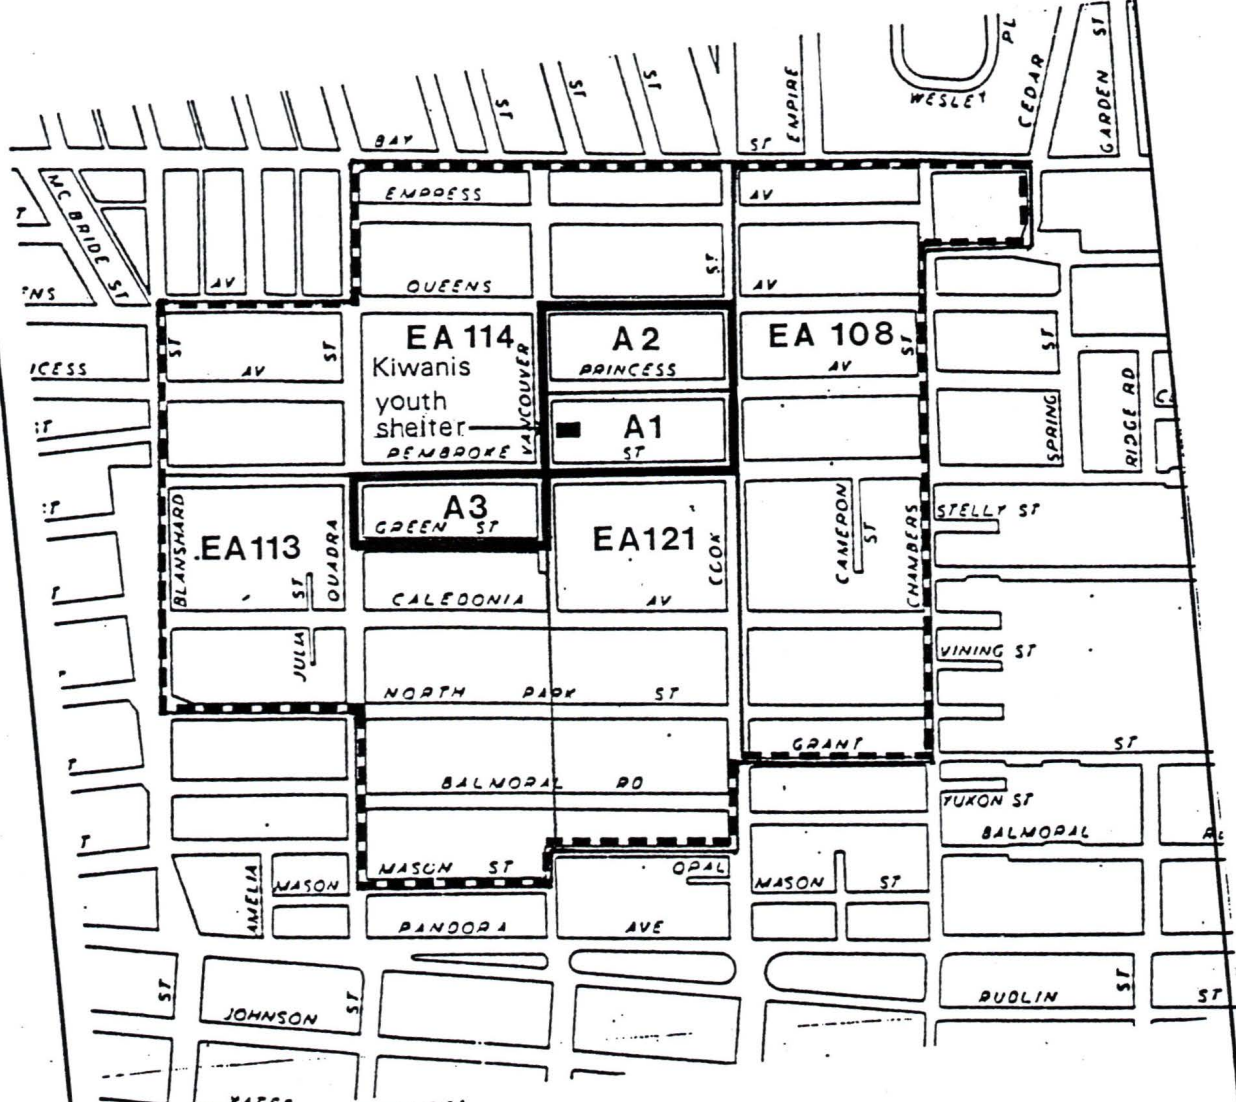 WESLEY
PL
CEDAR
GARDEN ST
EMPIRE
ST
ST
ST
BAY ST
MC BRIDE ST
EMPRESS AV
QUEENS AV
AV
ST
EA 114
A2
EA 108
Kiwanis
youth
shelter
VANCOUVER
PRINCESS AV
AV
ST
ST
ST
ST
A1
PEMBROKE ST
SPRING
RIDGE RD
ICESS
:T
:T
T
A3
GREEN ST
.EA113
EA121
BLANSHARD
QUADRA
COOK
CAMERON ST
CHAMBERS
STELLY ST
CALEDONIA AV
JULIA ST
VINING ST
NORTH PARK ST
GRANT ST
BALMORAL RD
YUKON ST
BALMORAL
MASON ST
OPAL
MASON
MASON ST
AMELIA
PANDORA AVE
RUDLIN ST
ST
JOHNSON
ST
ST